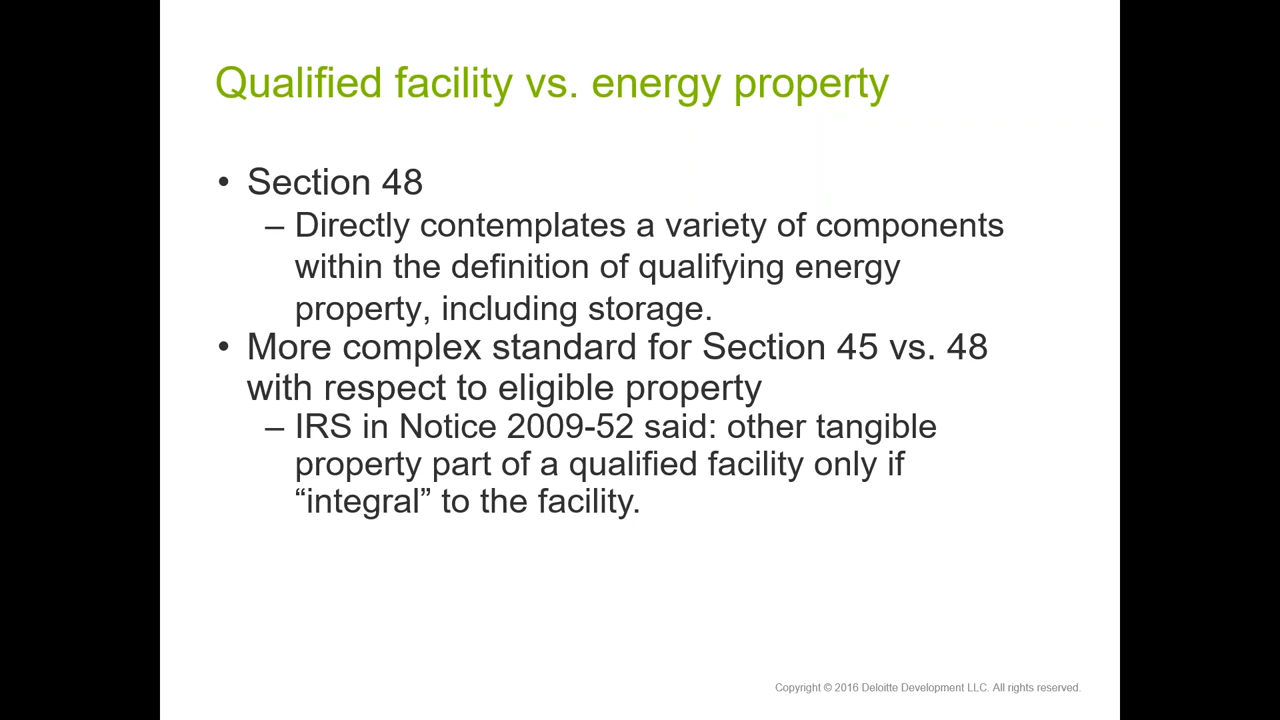 Qualified facility vs. energy property
• Section 48
– Directly contemplates a variety of components
within the definition of qualifying energy
property, including storage.
• More complex standard for Section 45 vs. 48
with respect to eligible property
– IRS in Notice 2009-52 said: other tangible
property part of a qualified facility only if
“integral” to the facility.
Copyright © 2016 Deloitte Development LLC. All rights reserved.